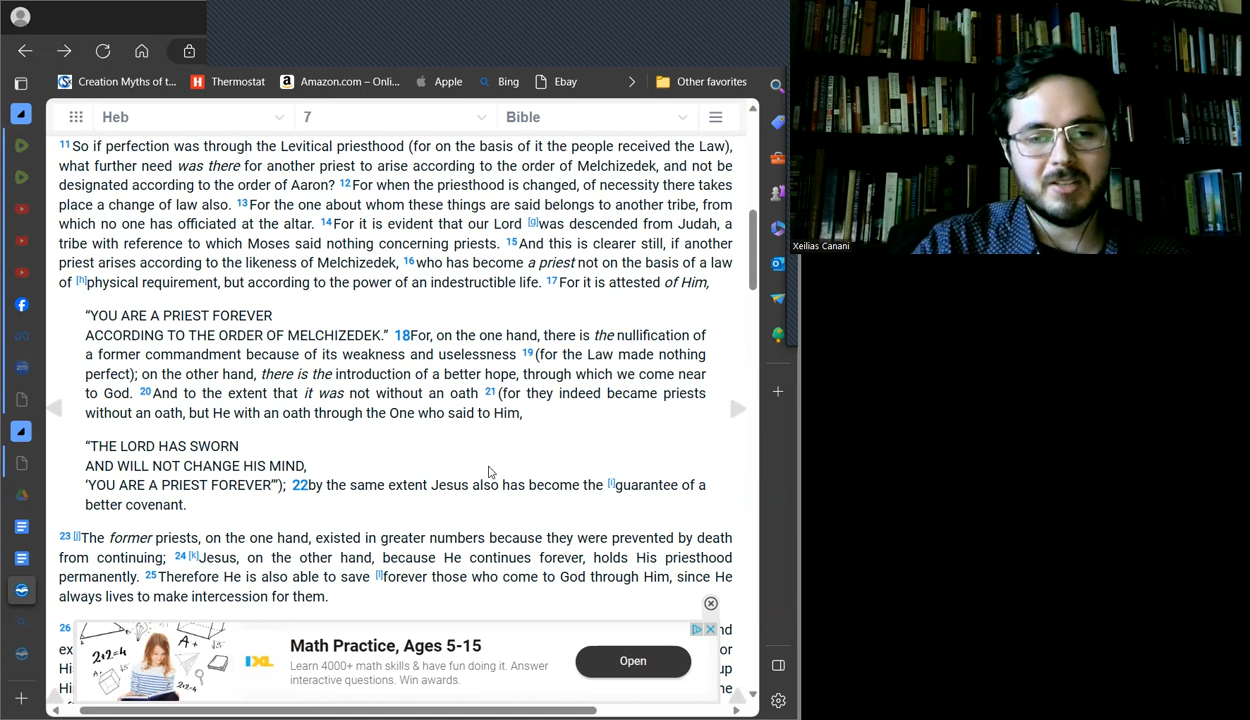 Creation Myths of t...
Thermostat
Amazon.com – Onli...
Apple
Bing
Ebay
Other favorites
Heb
7
Bible
11 So if perfection was through the Levitical priesthood (for on the basis of it the people received the Law),
what further need was there for another priest to arise according to the order of Melchizedek, and not be
designated according to the order of Aaron? 12 For when the priesthood is changed, of necessity there takes
place a change of law also. 13 For the one about whom these things are said belongs to another tribe, from
which no one has officiated at the altar. 14 For it is evident that our Lord [g]was descended from Judah, a
tribe with reference to which Moses said nothing concerning priests. 15 And this is clearer still, if another
priest arises according to the likeness of Melchizedek, 16 who has become a priest not on the basis of a law
of [h]physical requirement, but according to the power of an indestructible life. 17 For it is attested of Him,
“YOU ARE A PRIEST FOREVER
ACCORDING TO THE ORDER OF MELCHIZEDEK.” 18For, on the one hand, there is the nullification of
a former commandment because of its weakness and uselessness 19 (for the Law made nothing
perfect); on the other hand, there is the introduction of a better hope, through which we come near
to God. 20 And to the extent that it was not without an oath 21 (for they indeed became priests
without an oath, but He with an oath through the One who said to Him,
“THE LORD HAS SWORN
AND WILL NOT CHANGE HIS MIND,
‘YOU ARE A PRIEST FOREVER’”); 22by the same extent Jesus also has become the [i]guarantee of a
better covenant.
23 [j]The former priests, on the one hand, existed in greater numbers because they were prevented by death
from continuing; 24 [k]Jesus, on the other hand, because He continues forever, holds His priesthood
permanently. 25 Therefore He is also able to save [l]forever those who come to God through Him, since He
always lives to make intercession for them.
26
Math Practice, Ages 5-15
IXL
Learn 4000+ math skills & have fun doing it. Answer
interactive questions. Win awards.
Open
Xeilias Canani